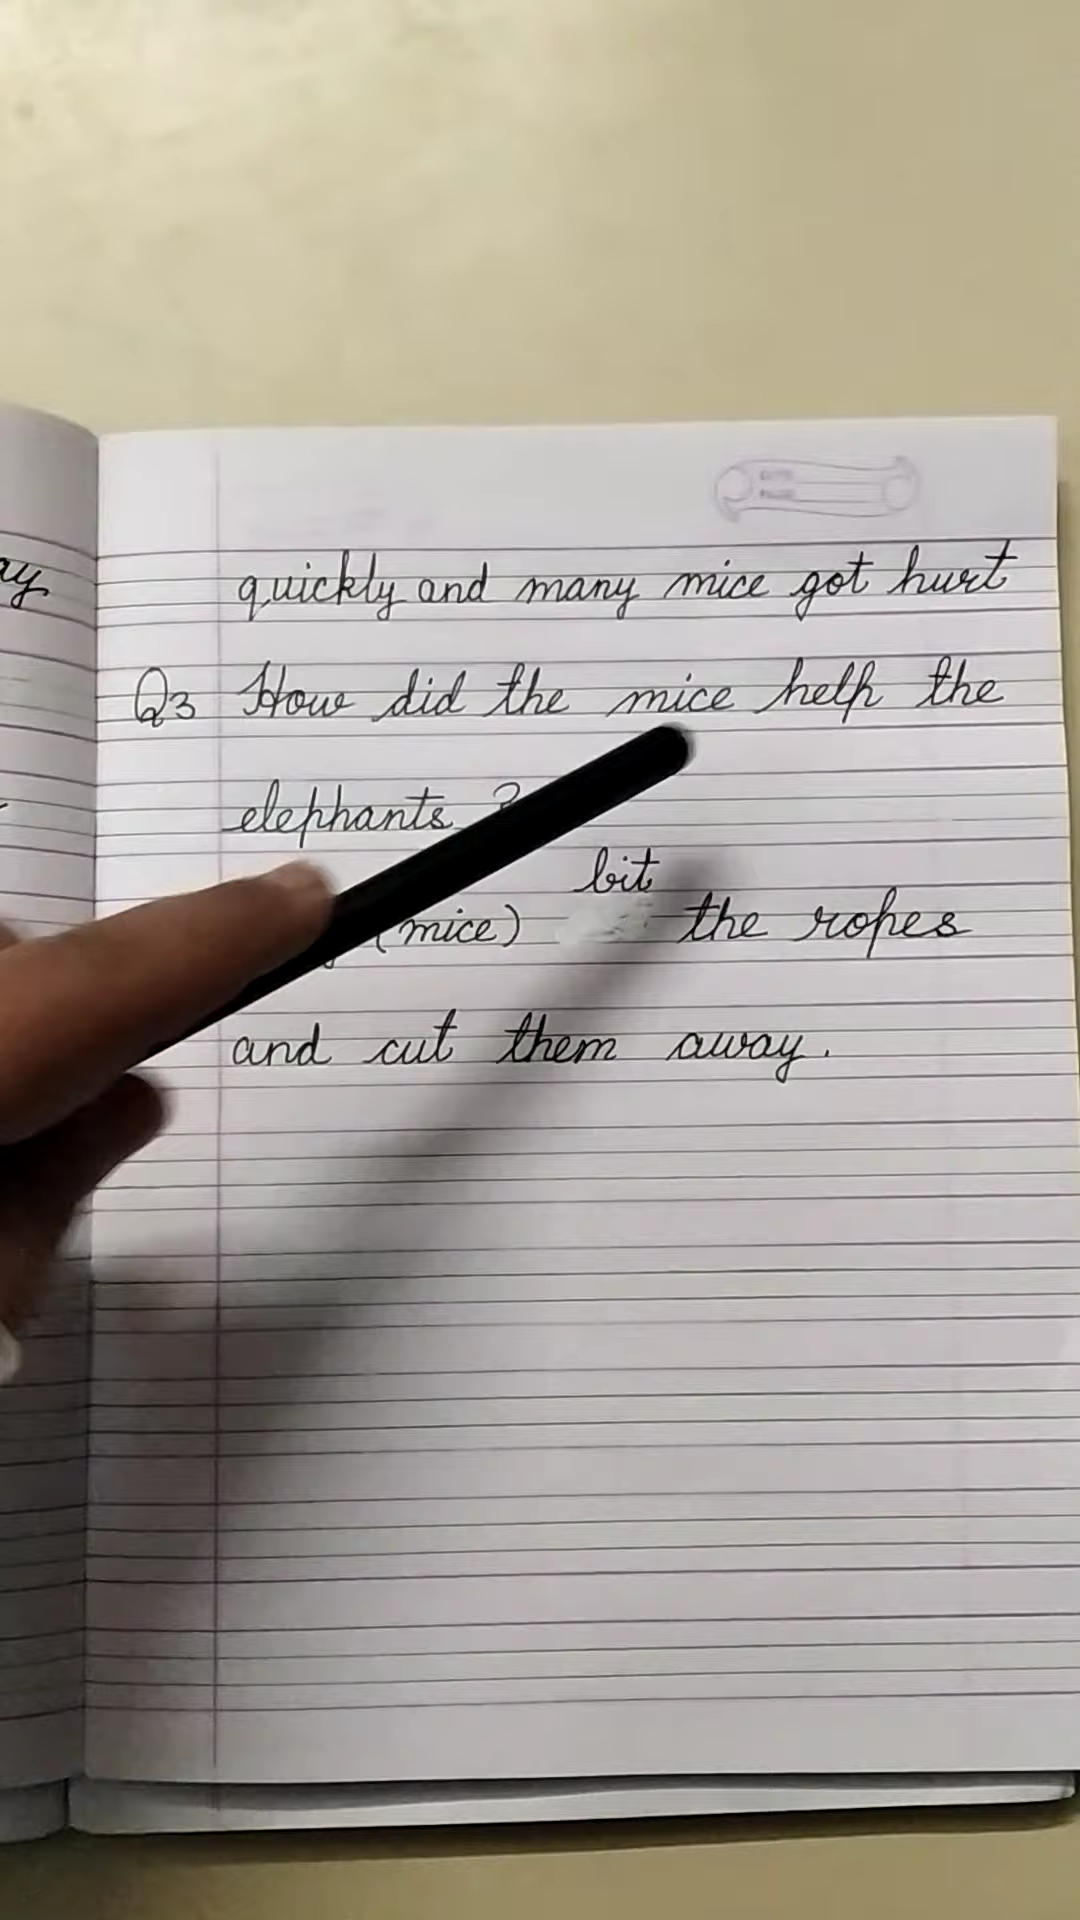 ay
quickly and many mice got hurt
Q3 How did the mice help the
elephants ?
bit
(mice) the ropes
and cut them away.